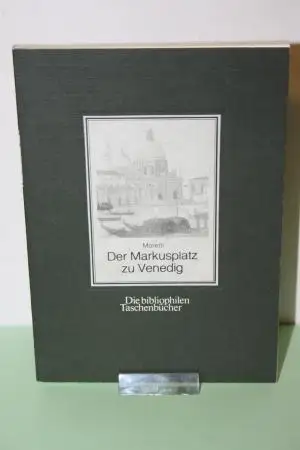 Moretti
Der Markusplatz
zu Venedig
Die bibliophilen
Taschenbücher